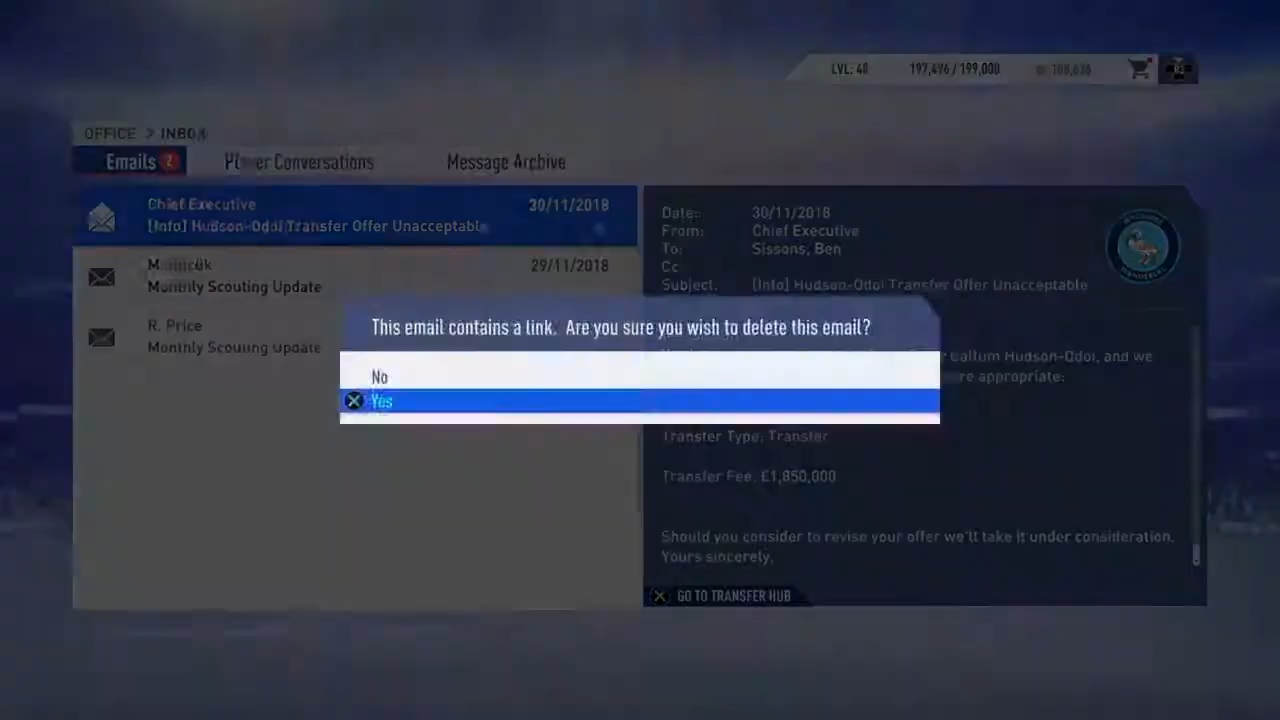 LVL: 40 197,496 / 199,000
OFFICE > INBOX
Emails 2 Player Conversations Message Archive
Chief Executive 30/11/2018
[Info] Hudson-Odoi Transfer Offer Unacceptable
29/11/2018
Monthly Scouting Update
R. Price
Monthly Scouting Update
Date: 30/11/2018
From: Chief Executive
To: Sissons, Ben
Cc
Subject: [Info] Hudson-Odoi Transfer Offer Unacceptable
Callum Hudson-Odoi, and we
appropriate:
Transfer Type: Transfer
Transfer Fee: £1,850,000
Should you consider to revise your offer we'll take it under consideration.
Yours sincerely,
GO TO TRANSFER HUB
This email contains a link. Are you sure you wish to delete this email?
No
Yes